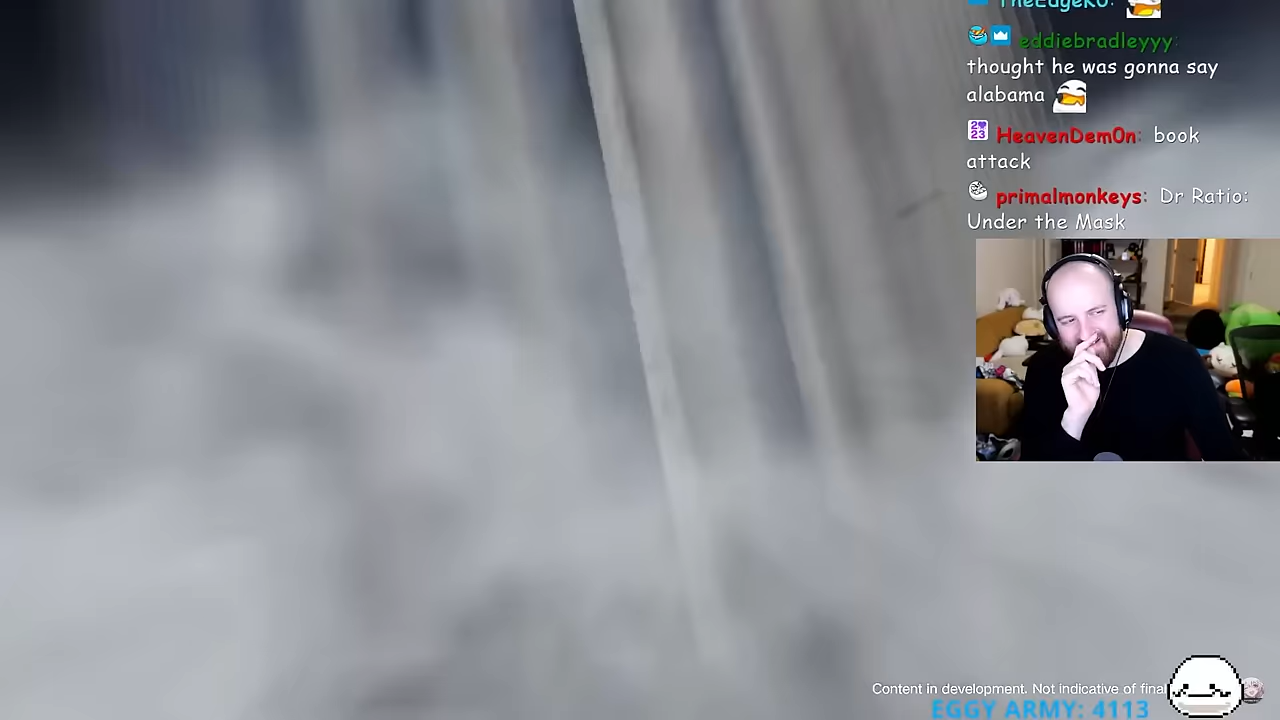 TheEdgeKo:
eddiebradleyyy:
thought he was gonna say
alabama
HeavenDem0n: book
attack
primalmonkeys: Dr Ratio:
Under the Mask
Content in development. Not indicative of
EGGY ARMY: 4113